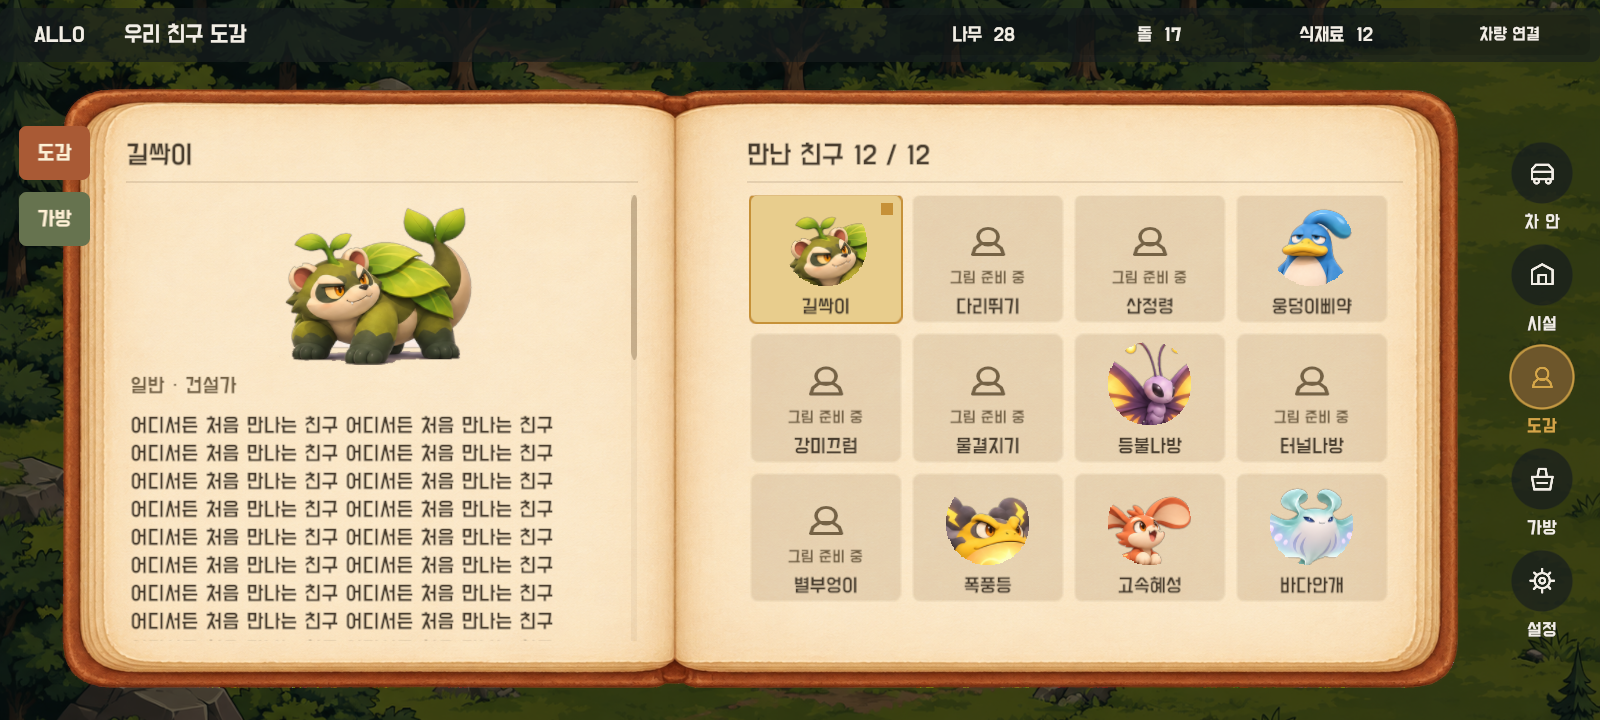 ALLO 우리 친구 도감 나무 28 돌 17 식재료 12 차량 연결
도감
가방
길싹이
일반 · 건설가
어디서든 처음 만나는 친구 어디서든 처음 만나는 친구
어디서든 처음 만나는 친구 어디서든 처음 만나는 친구
어디서든 처음 만나는 친구 어디서든 처음 만나는 친구
어디서든 처음 만나는 친구 어디서든 처음 만나는 친구
어디서든 처음 만나는 친구 어디서든 처음 만나는 친구
어디서든 처음 만나는 친구 어디서든 처음 만나는 친구
어디서든 처음 만나는 친구 어디서든 처음 만나는 친구
어디서든 처음 만나는 친구 어디서든 처음 만나는 친구
만난 친구 12 / 12
그림 준비 중 그림 준비 중
길싹이 다리뛰기 산정령 웅덩이삐약
그림 준비 중 그림 준비 중 그림 준비 중
강미끄럼 물결지기 등불나방 터널나방
그림 준비 중
별부엉이 폭풍등 고속혜성 바다안개
차 안
시설
도감
가방
설정